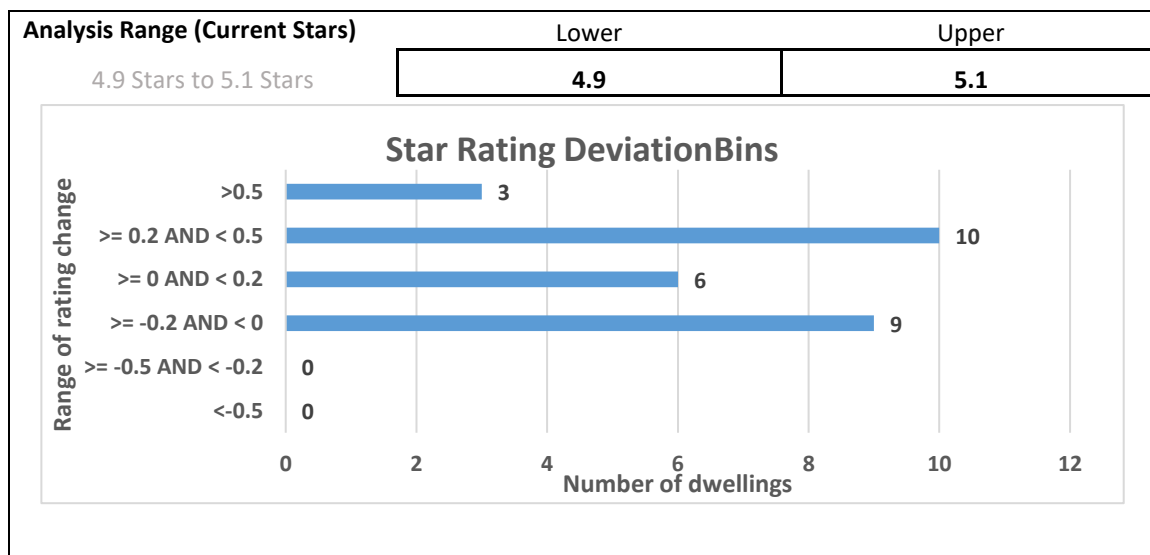 Analysis Range (Current Stars) Lower Upper
4.9 Stars to 5.1 Stars 4.9 5.1
Star Rating DeviationBins
Range of rating change
>0.5 3
>= 0.2 AND < 0.5 10
>= 0 AND < 0.2 6
>= -0.2 AND < 0 9
>= -0.5 AND < -0.2 0
<-0.5 0
0 2 4 6 8 10 12
Number of dwellings